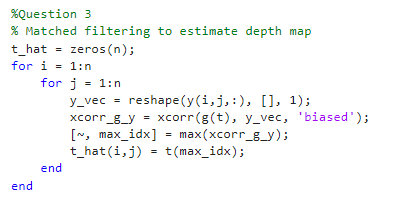 %Question 3
% Matched filtering to estimate depth map
t_hat = zeros(n);
for i = 1:n
    for j = 1:n
        y_vec = reshape(y(i,j,:), [], 1);
        xcorr_g_y = xcorr(g(t), y_vec, 'biased');
        [~, max_idx] = max(xcorr_g_y);
        t_hat(i,j) = t(max_idx);
    end
end